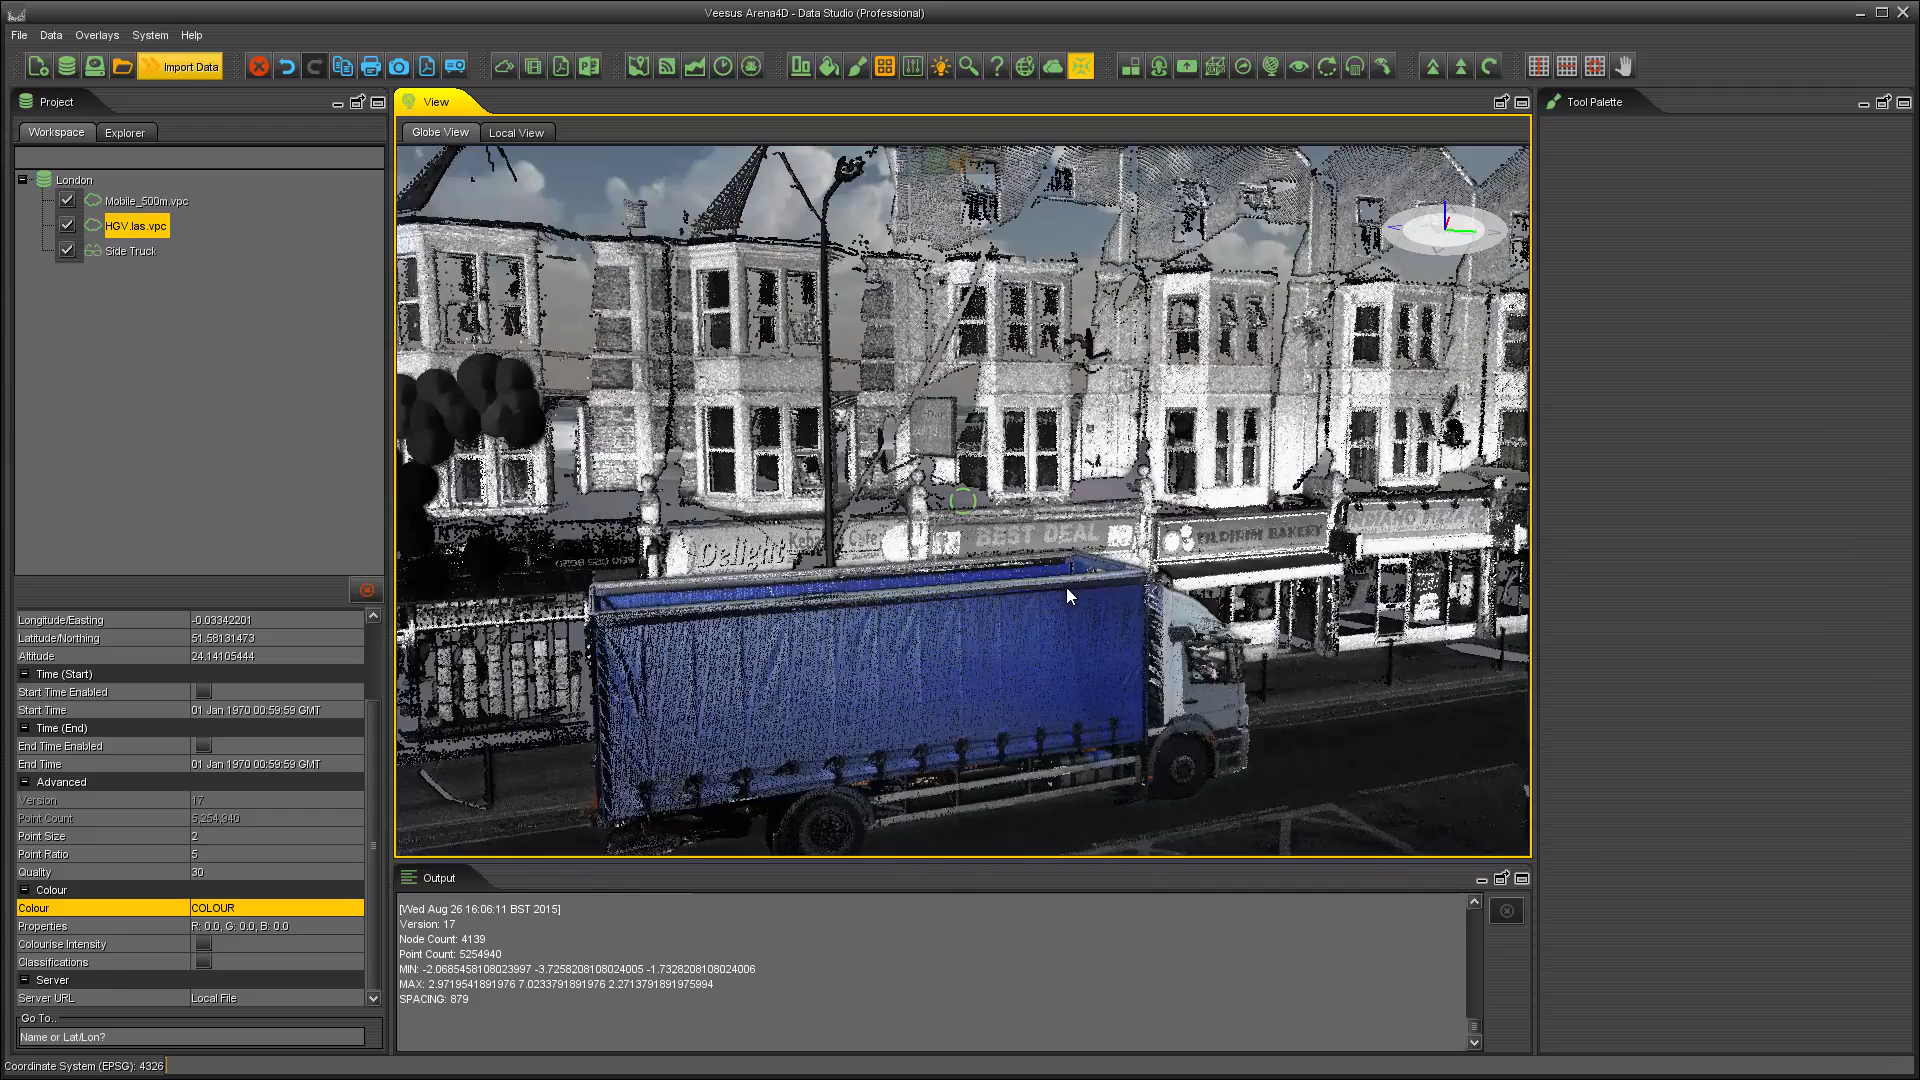 Veesus Arena4D - Data Studio (Professional)
File Data Overlays System Help
Import Data
Project
View
Tool Palette
Workspace Explorer
Globe View Local View
London
Mobile_500m.vpc
HGV.las.vpc
Side Truck
Delight
Kebab
Cafe
BEST DEAL
YILDIRIM BAKERY
Longitude/Easting -0.03342201
Latitude/Northing 51.58131473
Altitude 24.14105444
Time (Start)
Start Time Enabled
Start Time 01 Jan 1970 00:59:59 GMT
Time (End)
End Time Enabled
End Time 01 Jan 1970 00:59:59 GMT
Advanced
Version 17
Point Count 5,254,940
Point Size 2
Point Ratio 5
Quality 30
Colour
Colour COLOUR
Properties R: 0.0, G: 0.0, B: 0.0
Colourise Intensity
Classifications
Server
Server URL Local File
Go To..
Name or Lat/Lon?
Output
[Wed Aug 26 16:06:11 BST 2015]
Version: 17
Node Count: 4139
Point Count: 5254940
MIN: -2.0685458108023997 -3.7258208108024005 -1.7328208108024006
MAX: 2.9719541891976 7.0233791891976 2.2713791891975994
SPACING: 879
Coordinate System (EPSG): 4326